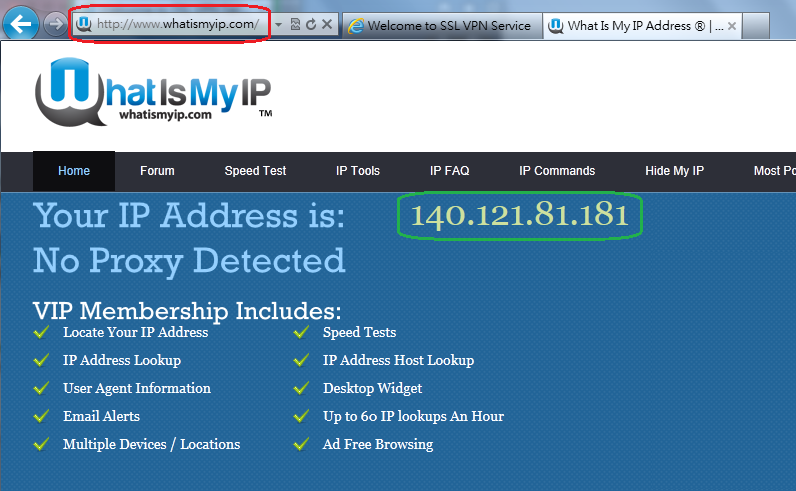 http://www.whatismyip.com/
Welcome to SSL VPN Service
What Is My IP Address ® | ...
WhatIsMyIP
whatismyip.com
TM
Home
Forum
Speed Test
IP Tools
IP FAQ
IP Commands
Hide My IP
Most Po
Your IP Address is:
140.121.81.181
No Proxy Detected
VIP Membership Includes:
Locate Your IP Address
Speed Tests
IP Address Lookup
IP Address Host Lookup
User Agent Information
Desktop Widget
Email Alerts
Up to 60 IP lookups An Hour
Multiple Devices / Locations
Ad Free Browsing